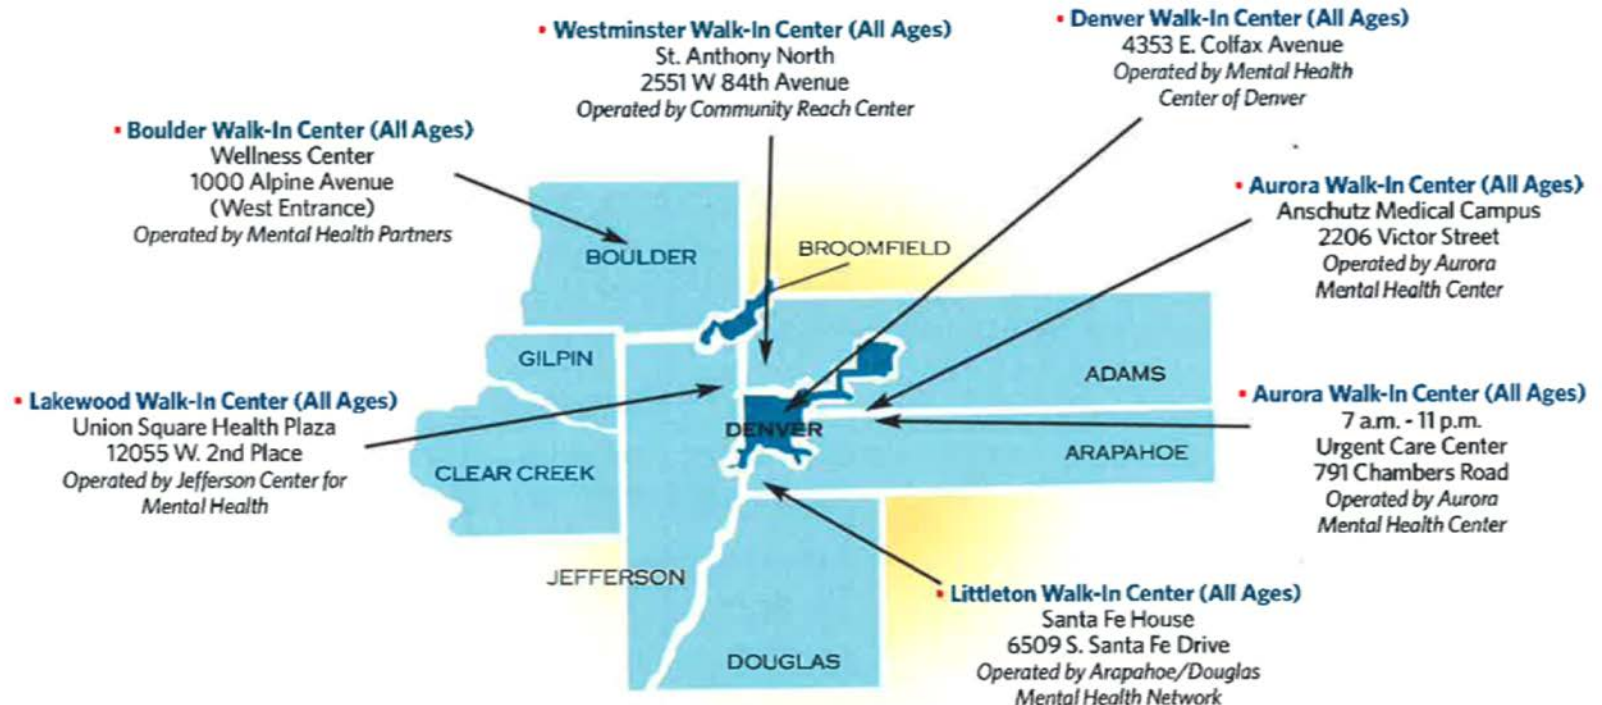 • Westminster Walk-In Center (All Ages)
St. Anthony North
2551 W 84th Avenue
Operated by Community Reach Center
• Denver Walk-In Center (All Ages)
4353 E. Colfax Avenue
Operated by Mental Health
Center of Denver
• Boulder Walk-In Center (All Ages)
Wellness Center
1000 Alpine Avenue
(West Entrance)
Operated by Mental Health Partners
• Aurora Walk-In Center (All Ages)
Anschutz Medical Campus
2206 Victor Street
Operated by Aurora
Mental Health Center
BOULDER
BROOMFIELD
GILPIN
ADAMS
• Lakewood Walk-In Center (All Ages)
Union Square Health Plaza
12055 W. 2nd Place
Operated by Jefferson Center for
Mental Health
DENVER
ARAPAHOE
CLEAR CREEK
• Aurora Walk-In Center (All Ages)
7 a.m. - 11 p.m.
Urgent Care Center
791 Chambers Road
Operated by Aurora
Mental Health Center
JEFFERSON
DOUGLAS
• Littleton Walk-In Center (All Ages)
Santa Fe House
6509 S. Santa Fe Drive
Operated by Arapahoe/Douglas
Mental Health Network